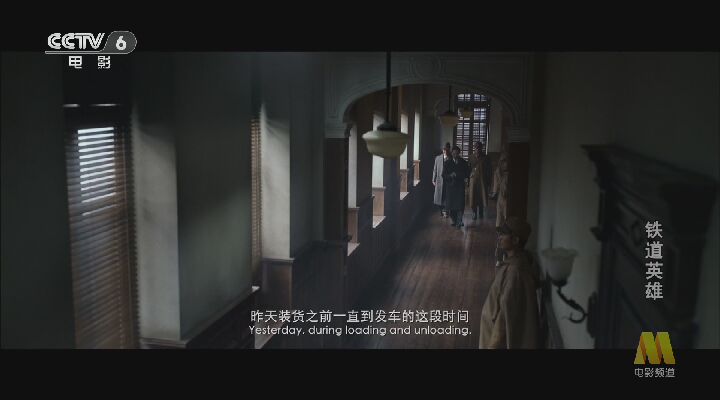 CCTV 6
电影
铁道英雄
昨天装货之前一直到发车的这段时间
Yesterday, during loading and unloading.
电影频道